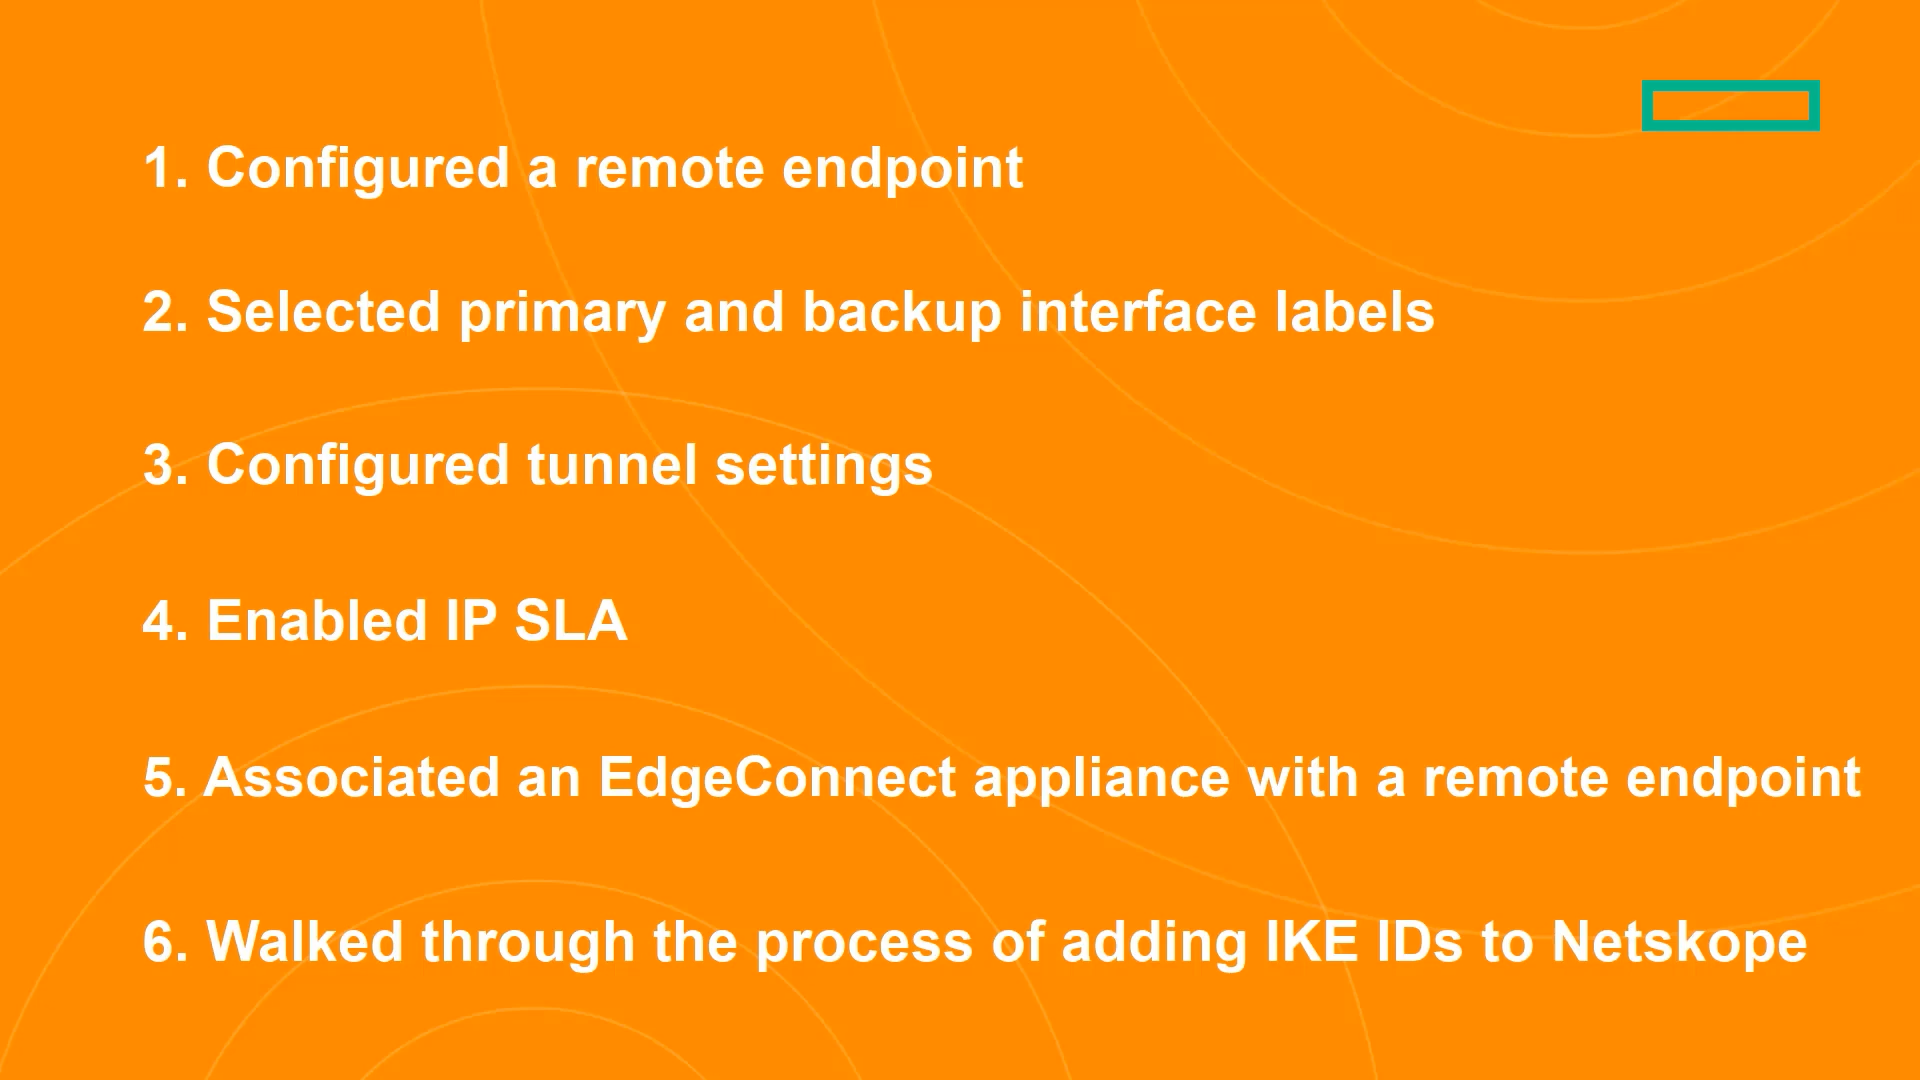 1. Configured a remote endpoint
2. Selected primary and backup interface labels
3. Configured tunnel settings
4. Enabled IP SLA
5. Associated an EdgeConnect appliance with a remote endpoint
6. Walked through the process of adding IKE IDs to Netskope